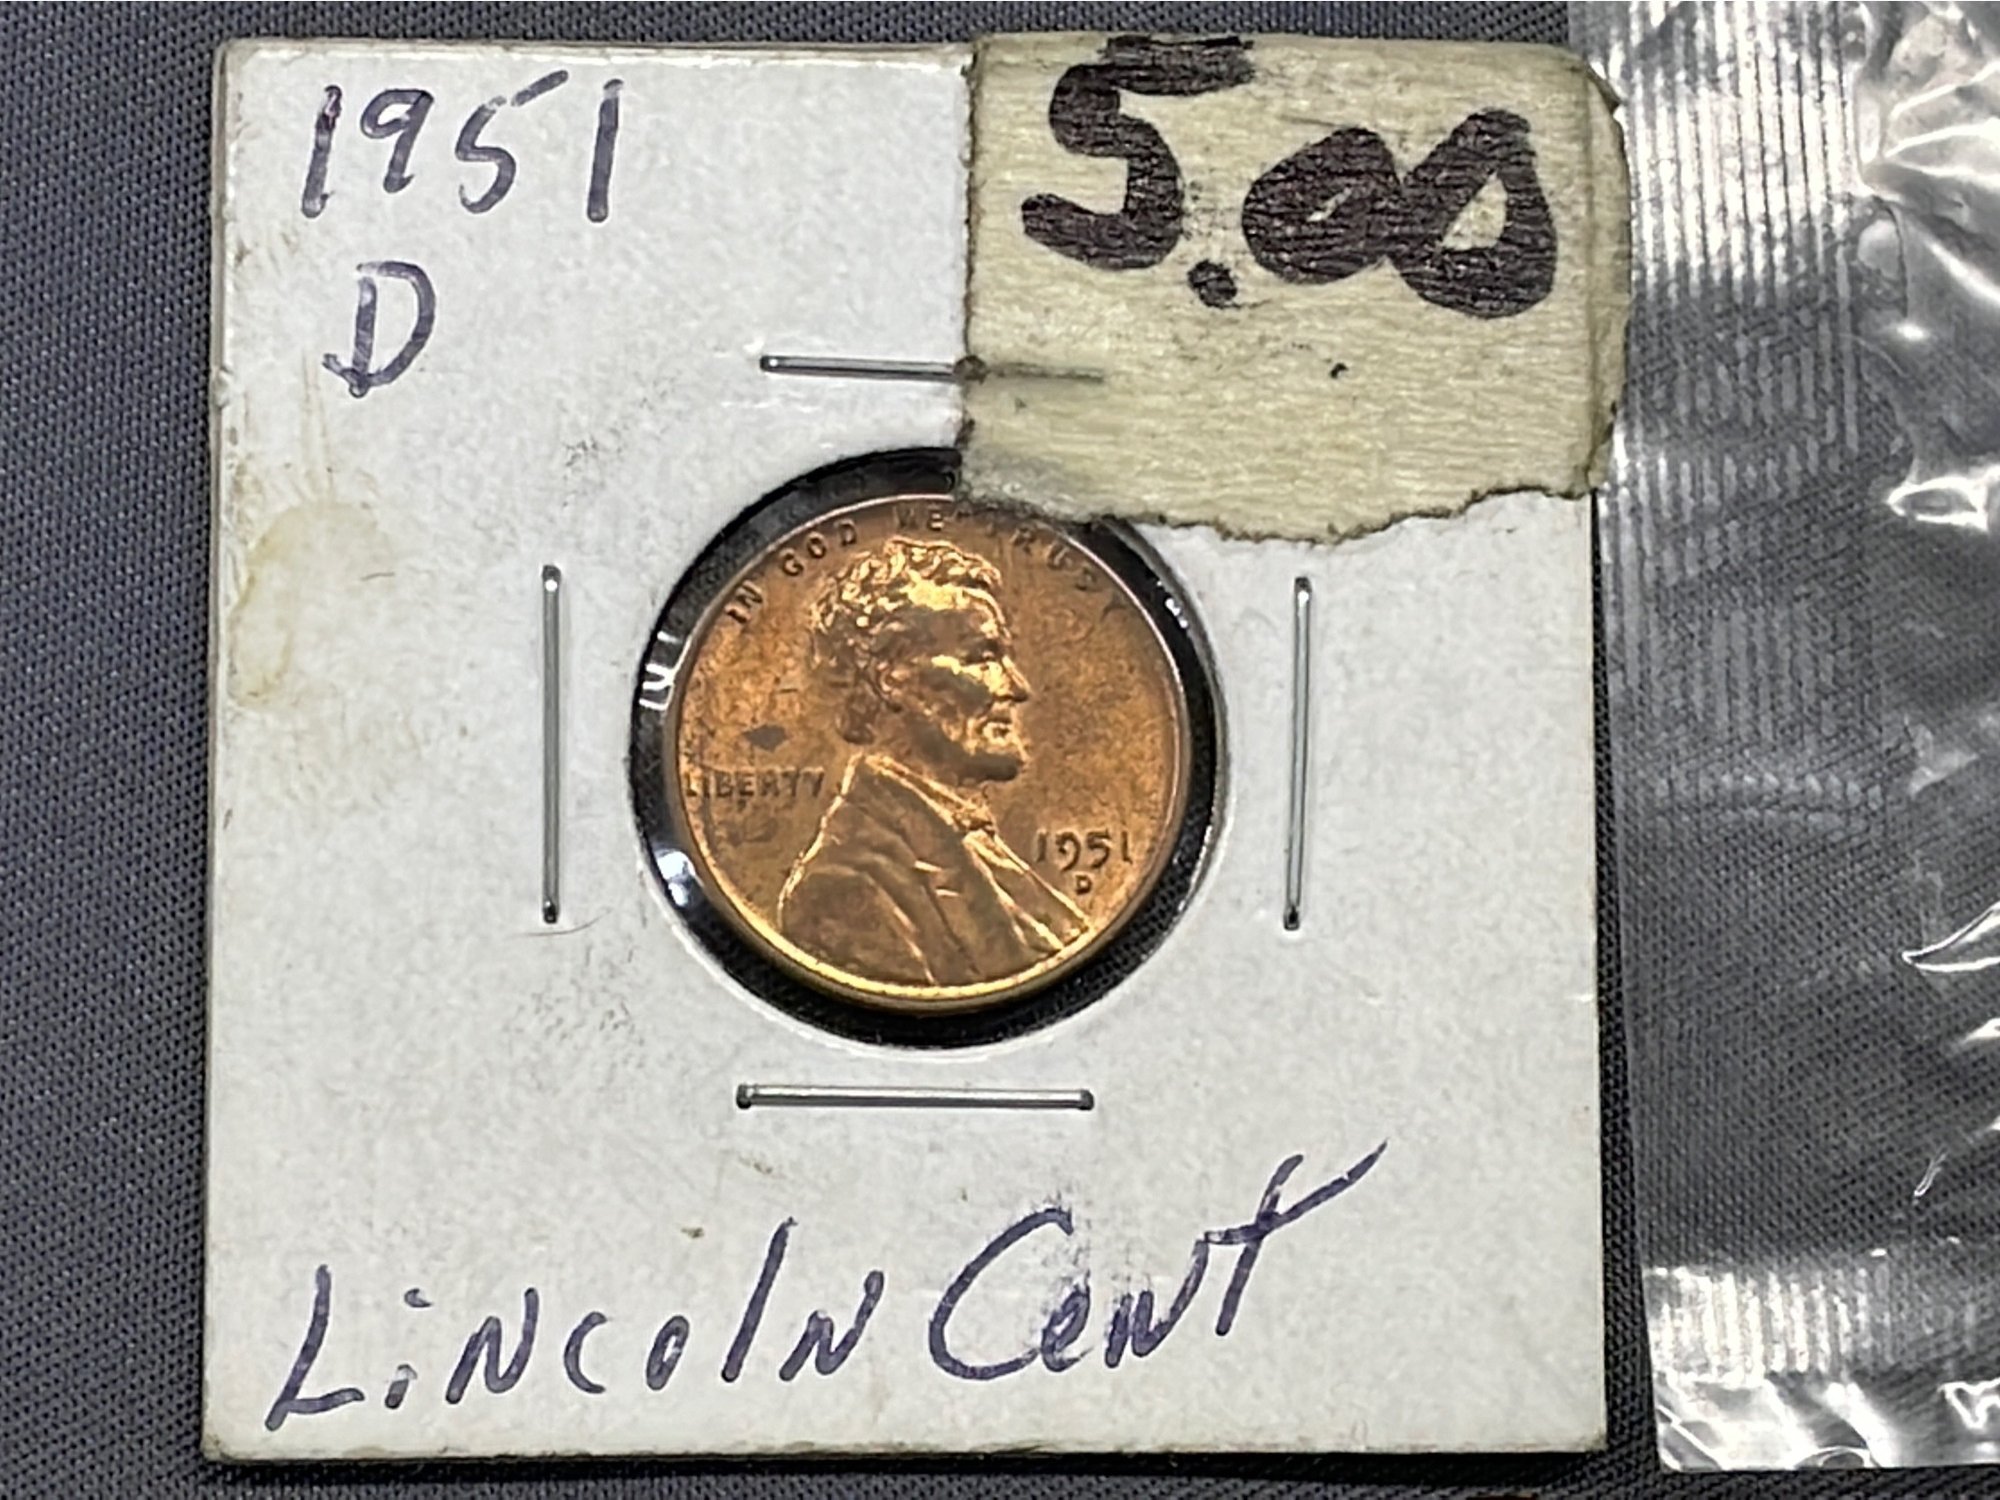 1951
D
5.00
IN GOD WE TRUST
LIBERTY
1951
D
Lincoln Cent